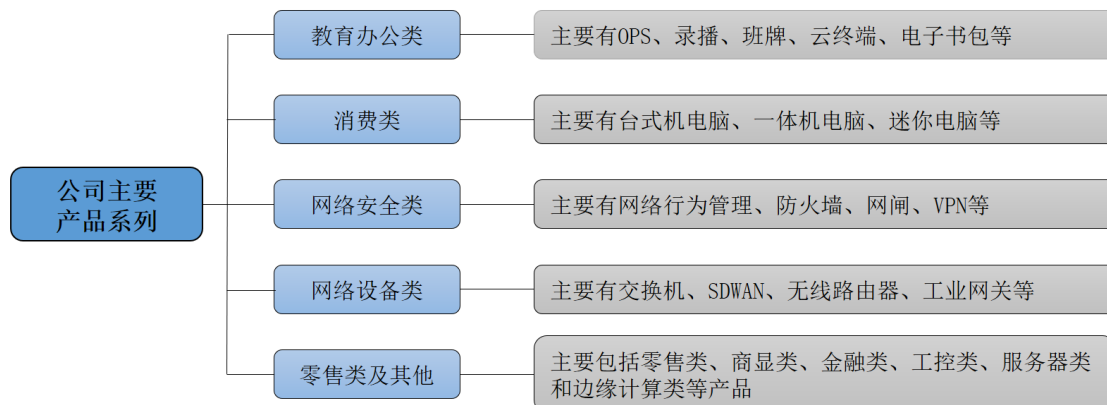 教育办公类
主要有OPS、录播、班牌、云终端、电子书包等
消费类
主要有台式机电脑、一体机电脑、迷你电脑等
公司主要
产品系列
网络安全类
主要有网络行为管理、防火墙、网闸、VPN等
网络设备类
主要有交换机、SDWAN、无线路由器、工业网关等
零售类及其他
主要包括零售类、商显类、金融类、工控类、服务器类
和边缘计算类等产品